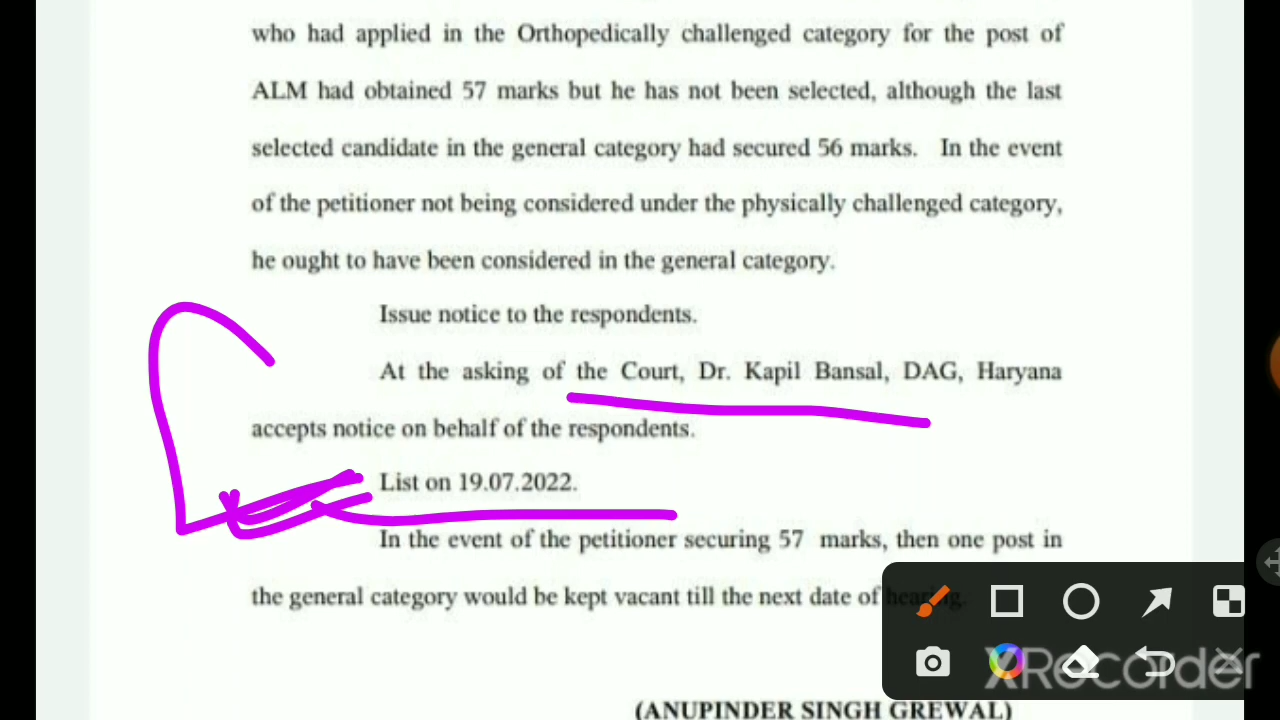 who had applied in the Orthopedically challenged category for the post of
ALM had obtained 57 marks but he has not been selected, although the last
selected candidate in the general category had secured 56 marks. In the event
of the petitioner not being considered under the physically challenged category,
he ought to have been considered in the general category.
Issue notice to the respondents.
At the asking of the Court, Dr. Kapil Bansal, DAG, Haryana
accepts notice on behalf of the respondents.
List on 19.07.2022.
In the event of the petitioner securing 57 marks, then one post in
the general category would be kept vacant till the next date of hearing.
XRecorder
(ANUPINDER SINGH GREWAL)